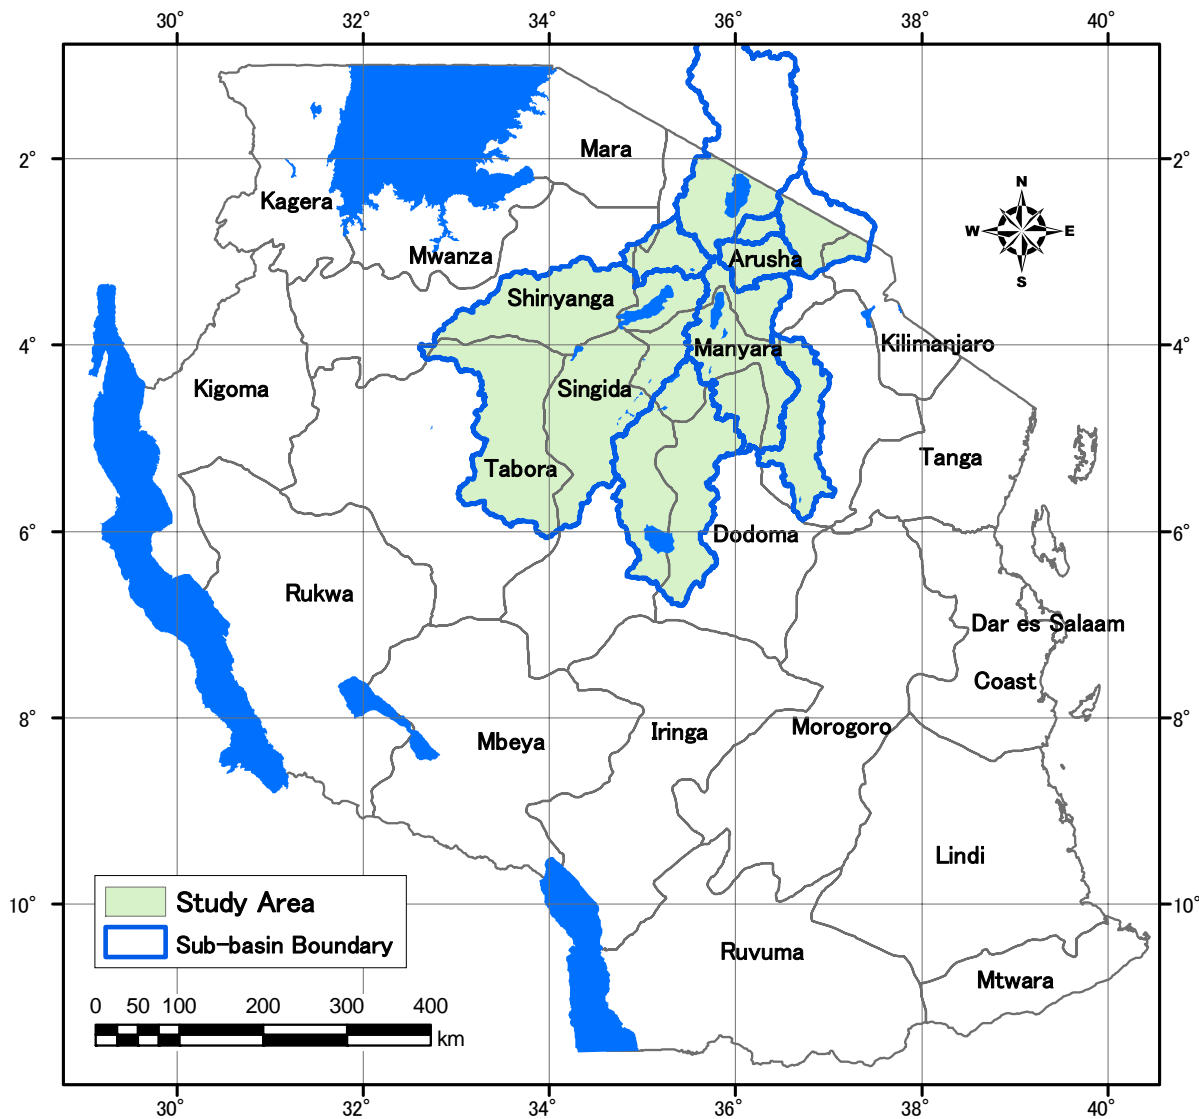 30° 32° 34° 36° 38° 40°
2° 2°
4° 4°
6° 6°
8° 8°
10° 10°
Mara
Kagera
Mwanza
Arusha
Shinyanga
Kilimanjaro
Manyara
Kigoma
Singida
Tanga
Tabora
Dodoma
Rukwa
Dar es Salaam
Coast
Mbeya
Iringa
Morogoro
Lindi
Ruvuma
Mtwara
N
W E
S
Study Area
Sub-basin Boundary
0 50 100 200 300 400
km
30° 32° 34° 36° 38° 40°